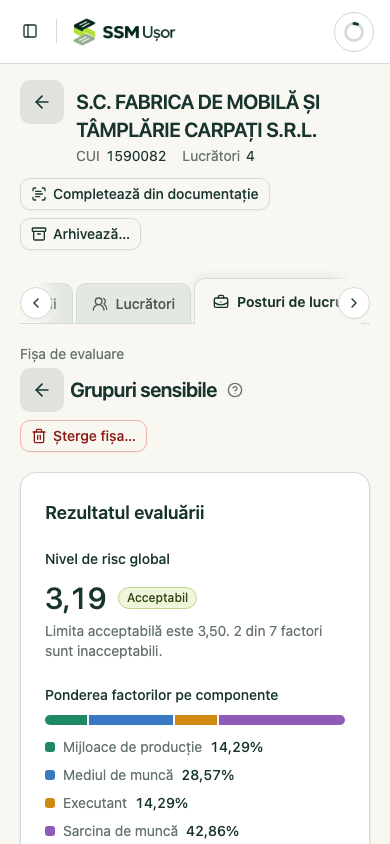 SSM Ușor
S.C. FABRICA DE MOBILĂ ȘI
TÂMPLĂRIE CARPAȚI S.R.L.
CUI 1590082 Lucrători 4
Completează din documentație
Arhivează...
Lucrători
Posturi de lucru
Fișa de evaluare
Grupuri sensibile
Șterge fișa...
Rezultatul evaluării
Nivel de risc global
3,19 Acceptabil
Limita acceptabilă este 3,50. 2 din 7 factori
sunt inacceptabili.
Ponderea factorilor pe componente
Mijloace de producție 14,29%
Mediul de muncă 28,57%
Executant 14,29%
Sarcina de muncă 42,86%